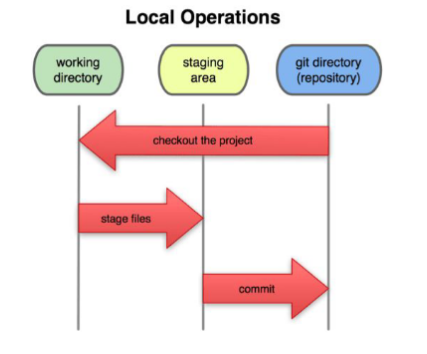 Local Operations
working
directory
staging
area
git directory
(repository)
checkout the project
stage files
commit